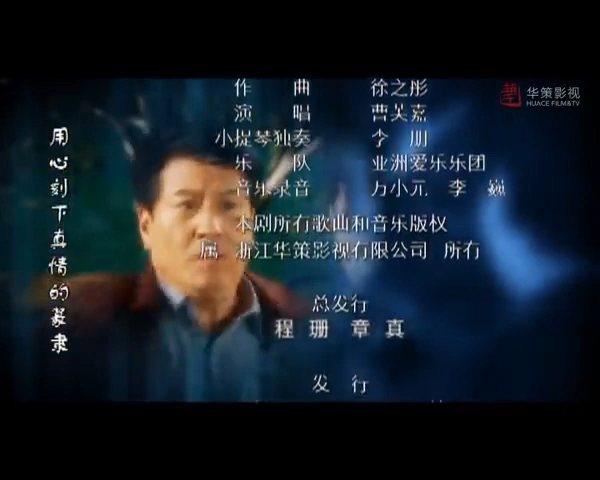 华策影视
HUACE FILM&TV
作 曲 徐之彤
演 唱 曹芙嘉
小提琴独奏 李 朋
乐 队 亚洲爱乐乐团
音乐录音 万小元 李 巍
本剧所有歌曲和音乐版权
属 浙江华策影视有限公司 所有
总发行
程 珊 章 真
发 行
用心刻下真情的篆隶